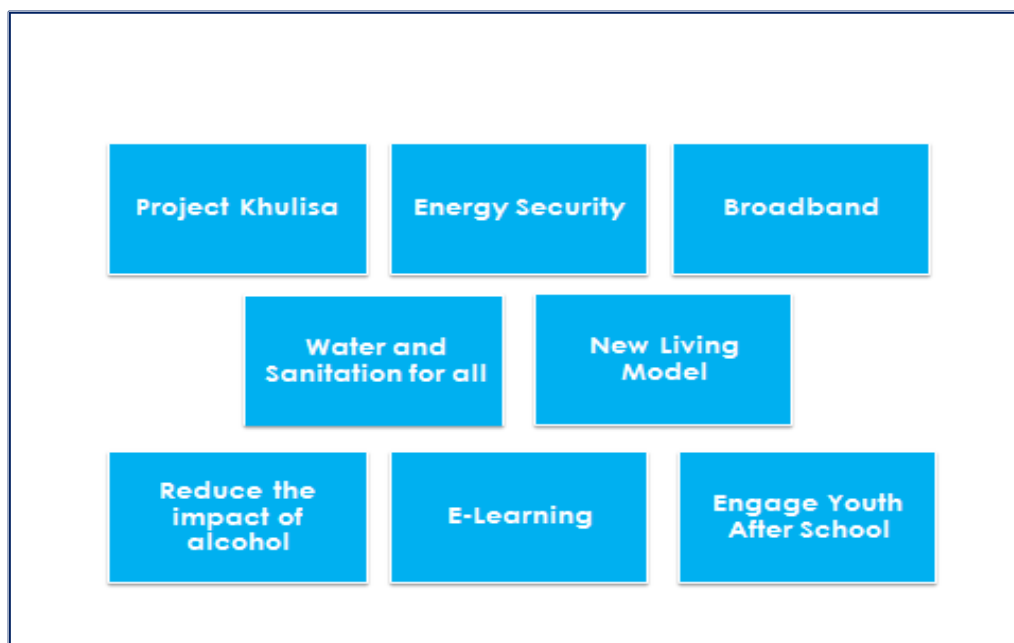 Project Khulisa
Energy Security
Broadband
Water and
Sanitation for all
New Living
Model
Reduce the
impact of
alcohol
E-Learning
Engage Youth
After School